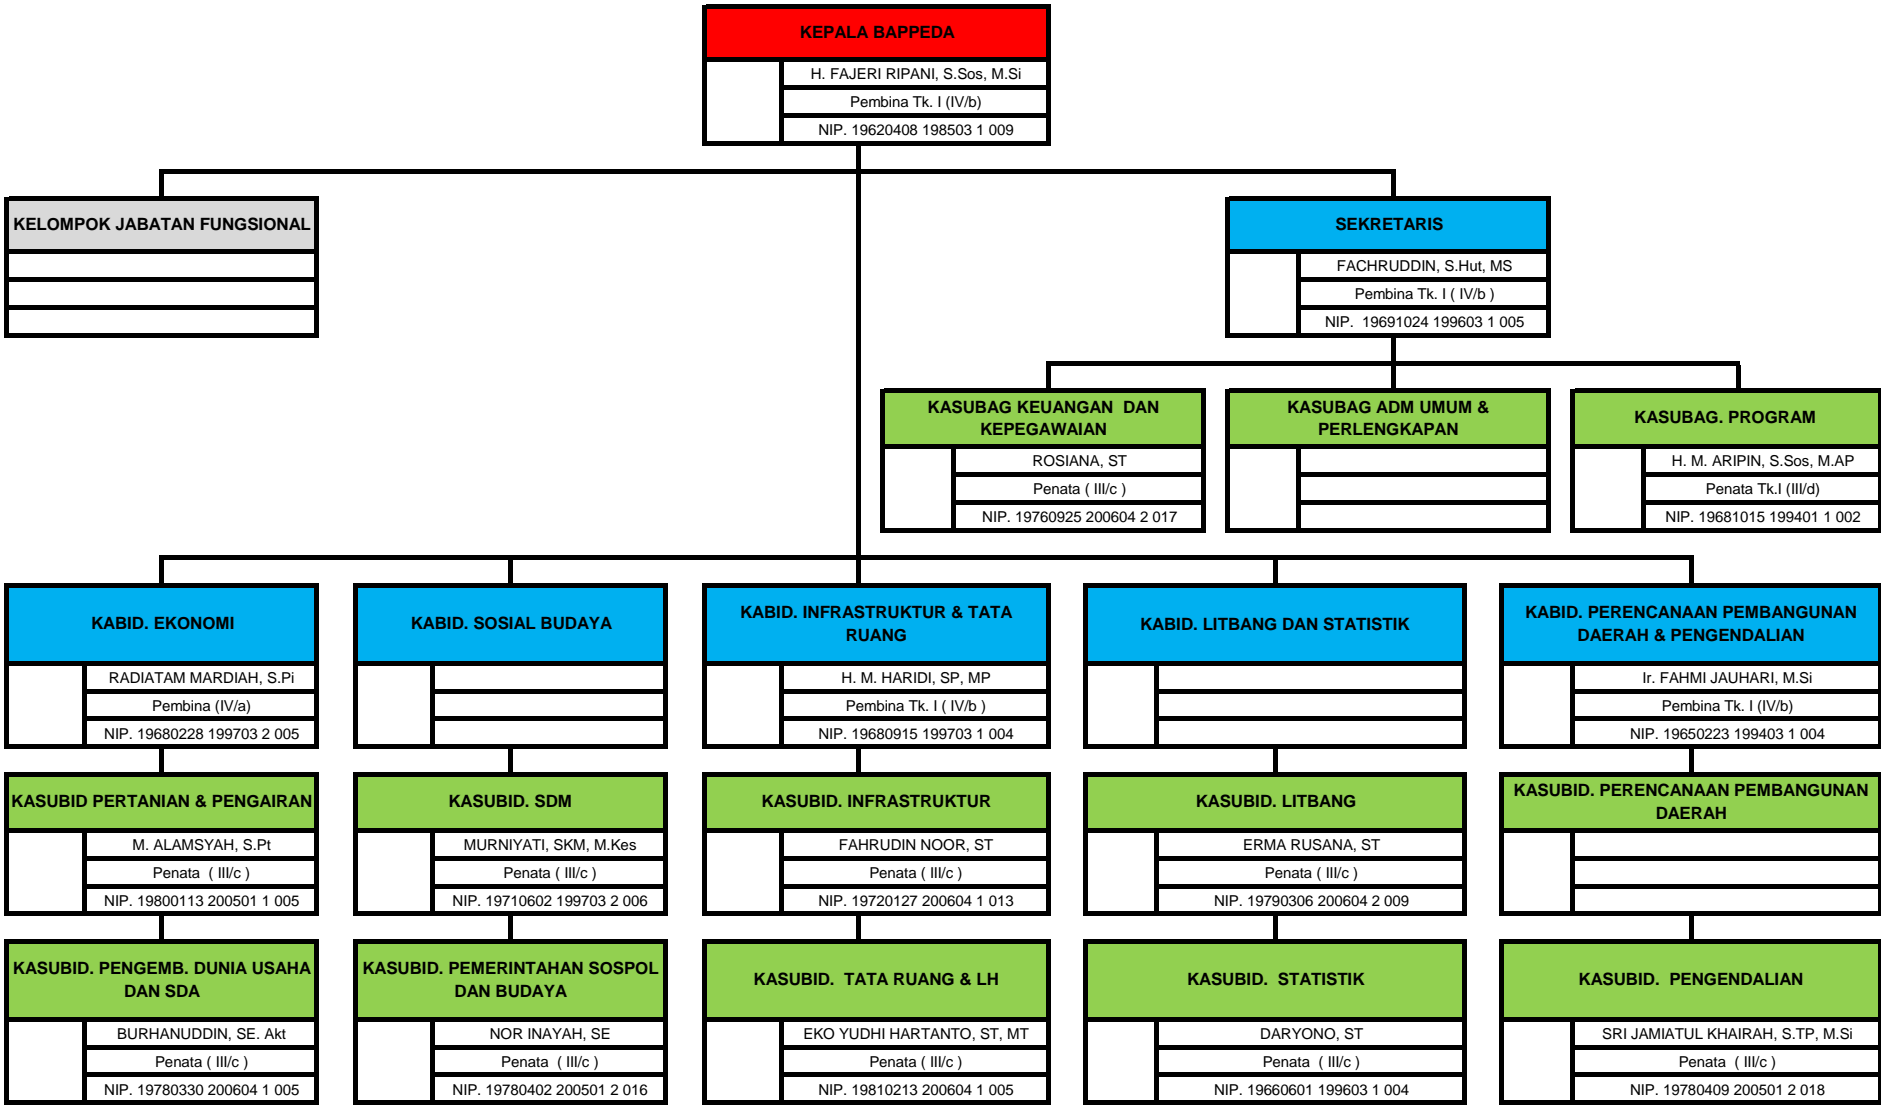 KEPALA BAPPEDA
H. FAJERI RIPANI, S.Sos, M.Si
Pembina Tk. I (IV/b)
NIP. 19620408 198503 1 009
KELOMPOK JABATAN FUNGSIONAL
SEKRETARIS
FACHRUDDIN, S.Hut, MS
Pembina Tk. I ( IV/b )
NIP.  19691024 199603 1 005
KASUBAG KEUANGAN  DAN
KEPEGAWAIAN
ROSIANA, ST
Penata ( III/c )
NIP. 19760925 200604 2 017
KASUBAG ADM UMUM &
PERLENGKAPAN
KASUBAG. PROGRAM
H. M. ARIPIN, S.Sos, M.AP
Penata Tk.I (III/d)
NIP. 19681015 199401 1 002
KABID. EKONOMI
RADIATAM MARDIAH, S.Pi
Pembina (IV/a)
NIP. 19680228 199703 2 005
KABID. SOSIAL BUDAYA
KABID. INFRASTRUKTUR & TATA
RUANG
H. M. HARIDI, SP, MP
Pembina Tk. I ( IV/b )
NIP. 19680915 199703 1 004
KABID. LITBANG DAN STATISTIK
KABID. PERENCANAAN PEMBANGUNAN
DAERAH & PENGENDALIAN
Ir. FAHMI JAUHARI, M.Si
Pembina Tk. I (IV/b)
NIP. 19650223 199403 1 004
KASUBID PERTANIAN & PENGAIRAN
M. ALAMSYAH, S.Pt
Penata  ( III/c )
NIP. 19800113 200501 1 005
KASUBID. SDM
MURNIYATI, SKM, M.Kes
Penata ( III/c )
NIP. 19710602 199703 2 006
KASUBID. INFRASTRUKTUR
FAHRUDIN NOOR, ST
Penata ( III/c )
NIP. 19720127 200604 1 013
KASUBID. LITBANG
ERMA RUSANA, ST
Penata ( III/c )
NIP. 19790306 200604 2 009
KASUBID. PERENCANAAN PEMBANGUNAN
DAERAH
KASUBID. PENGEMB. DUNIA USAHA
DAN SDA
BURHANUDDIN, SE. Akt
Penata ( III/c )
NIP. 19780330 200604 1 005
KASUBID. PEMERINTAHAN SOSPOL
DAN BUDAYA
NOR INAYAH, SE
Penata  ( III/c )
NIP. 19780402 200501 2 016
KASUBID.  TATA RUANG & LH
EKO YUDHI HARTANTO, ST, MT
Penata ( III/c )
NIP. 19810213 200604 1 005
KASUBID.  STATISTIK
DARYONO, ST
Penata  ( III/c )
NIP. 19660601 199603 1 004
KASUBID.  PENGENDALIAN
SRI JAMIATUL KHAIRAH, S.TP, M.Si
Penata  ( III/c )
NIP. 19780409 200501 2 018